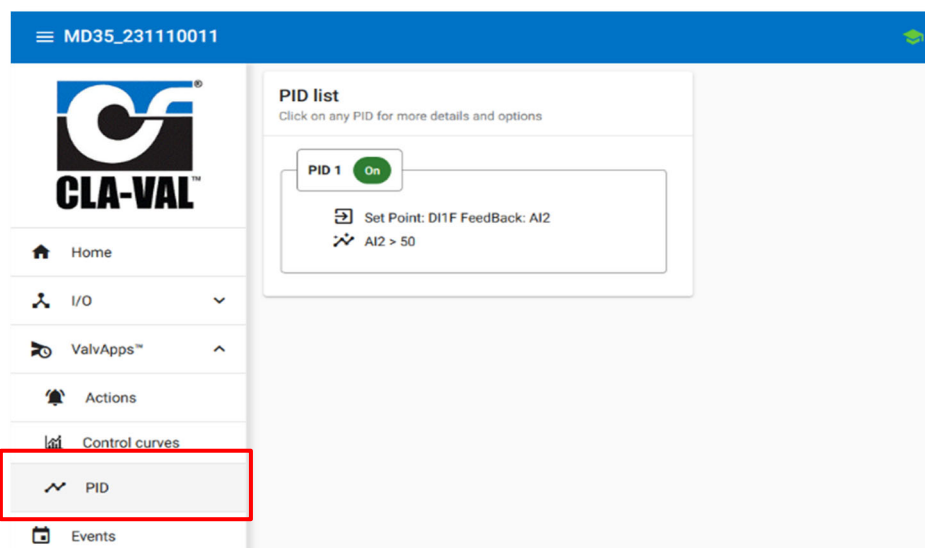 MD35_231110011
CLA-VAL™
®
Home
I/O
ValvApps™
Actions
Control curves
PID
Events
PID list
Click on any PID for more details and options
PID 1 On
Set Point: DI1F FeedBack: AI2
AI2 > 50